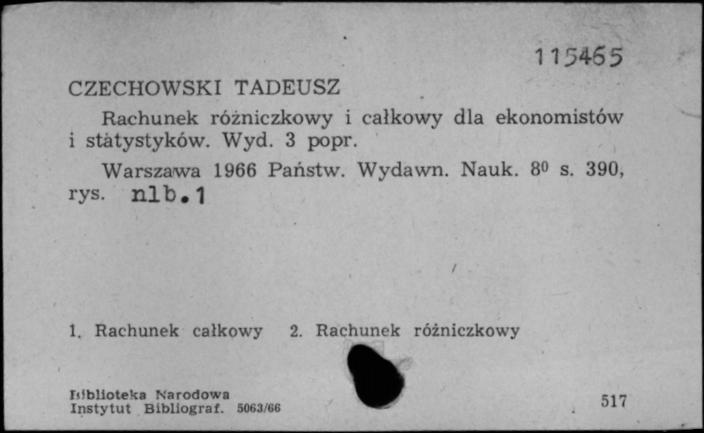 115465
CZECHOWSKI TADEUSZ
Rachunek różniczkowy i całkowy dla ekonomistów
i statystyków. Wyd. 3 popr.
Warszawa 1966 Państw. Wydawn. Nauk. 8⁰ s. 390,
rys. nlb.1
1. Rachunek całkowy 2. Rachunek różniczkowy
Biblioteka Narodowa
Instytut Bibliograf. 5063/66
517